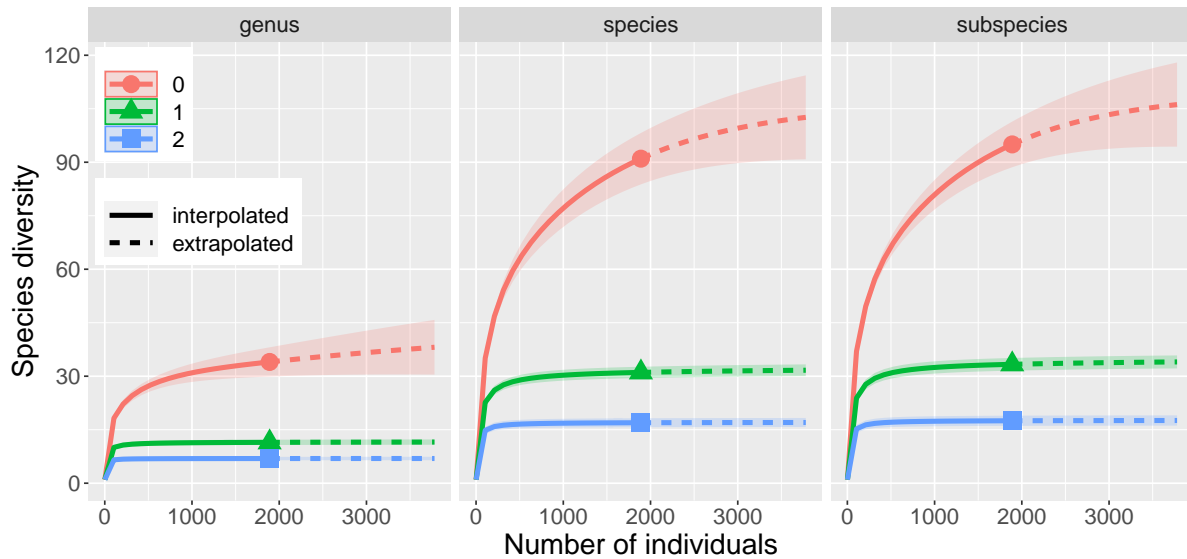 genus species subspecies
120
90
60
30
0
0
1
2
interpolated
extrapolated
0 1000 2000 3000 0 1000 2000 3000 0 1000 2000 3000
Number of individuals
Species diversity